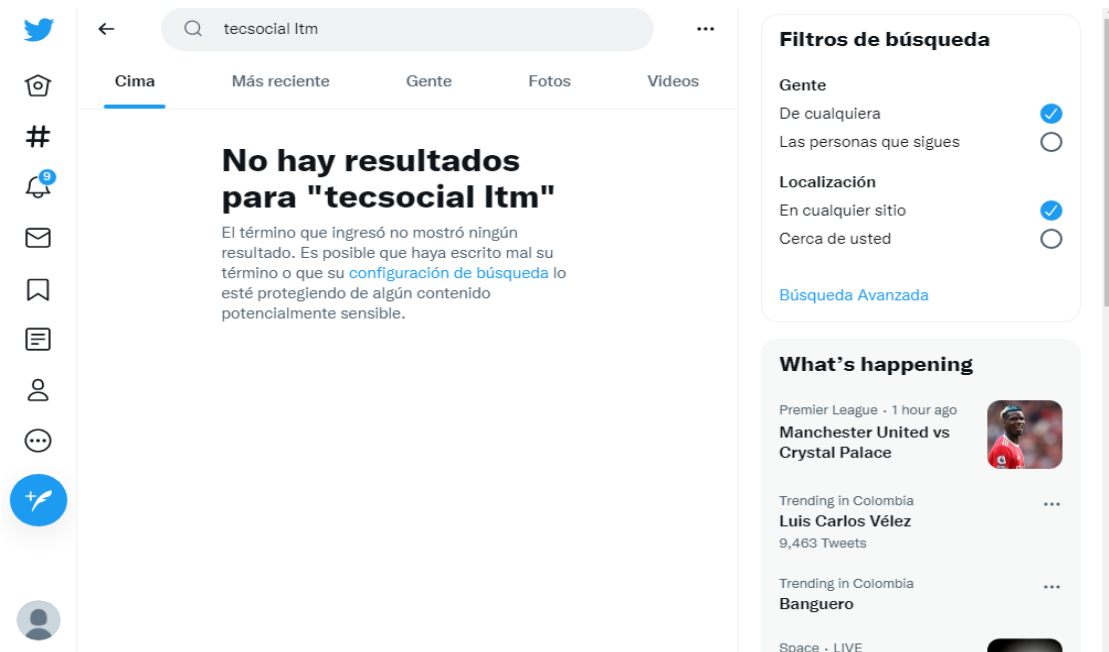 tecsocial ltm
Cima
Más reciente
Gente
Fotos
Videos
9
No hay resultados
para "tecsocial ltm"
El término que ingresó no mostró ningún
resultado. Es posible que haya escrito mal su
término o que su configuración de búsqueda lo
esté protegiendo de algún contenido
potencialmente sensible.
Filtros de búsqueda
Gente
De cualquiera
Las personas que sigues
Localización
En cualquier sitio
Cerca de usted
Búsqueda Avanzada
What's happening
Premier League · 1 hour ago
Manchester United vs
Crystal Palace
Trending in Colombia
Luis Carlos Vélez
9,463 Tweets
Trending in Colombia
Banguero
Space · LIVE